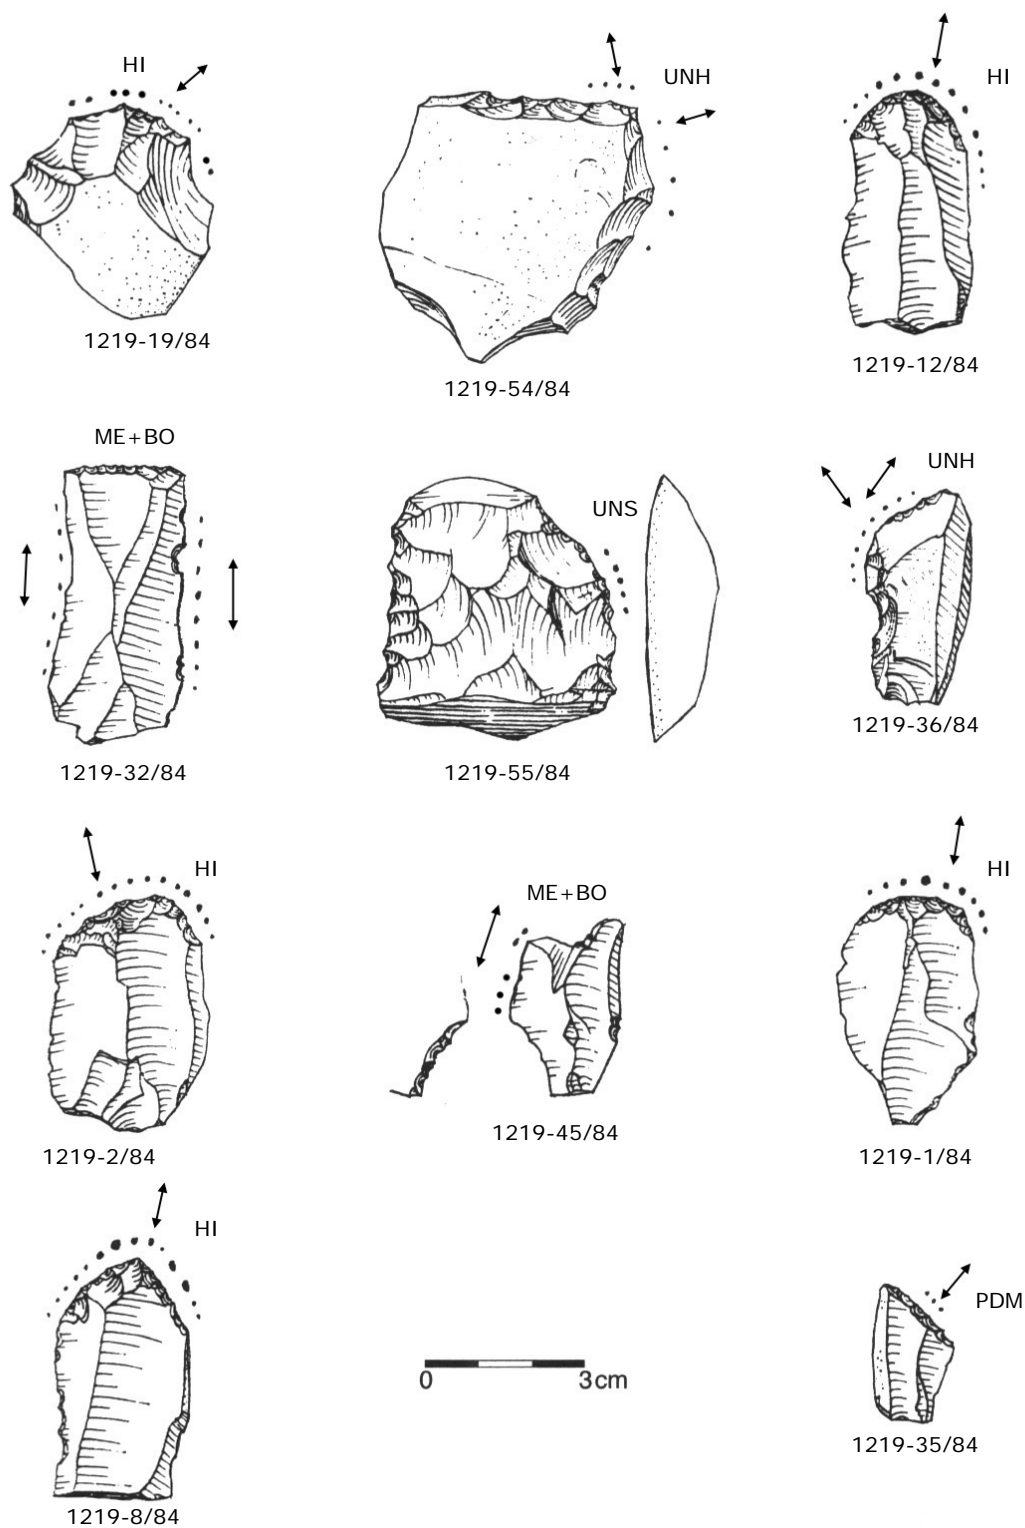 HI
1219-19/84
UNH
1219-54/84
HI
1219-12/84
ME+BO
1219-32/84
UNS
1219-55/84
UNH
1219-36/84
HI
1219-2/84
ME+BO
1219-45/84
HI
1219-1/84
HI
1219-8/84
0 3cm
PDM
1219-35/84